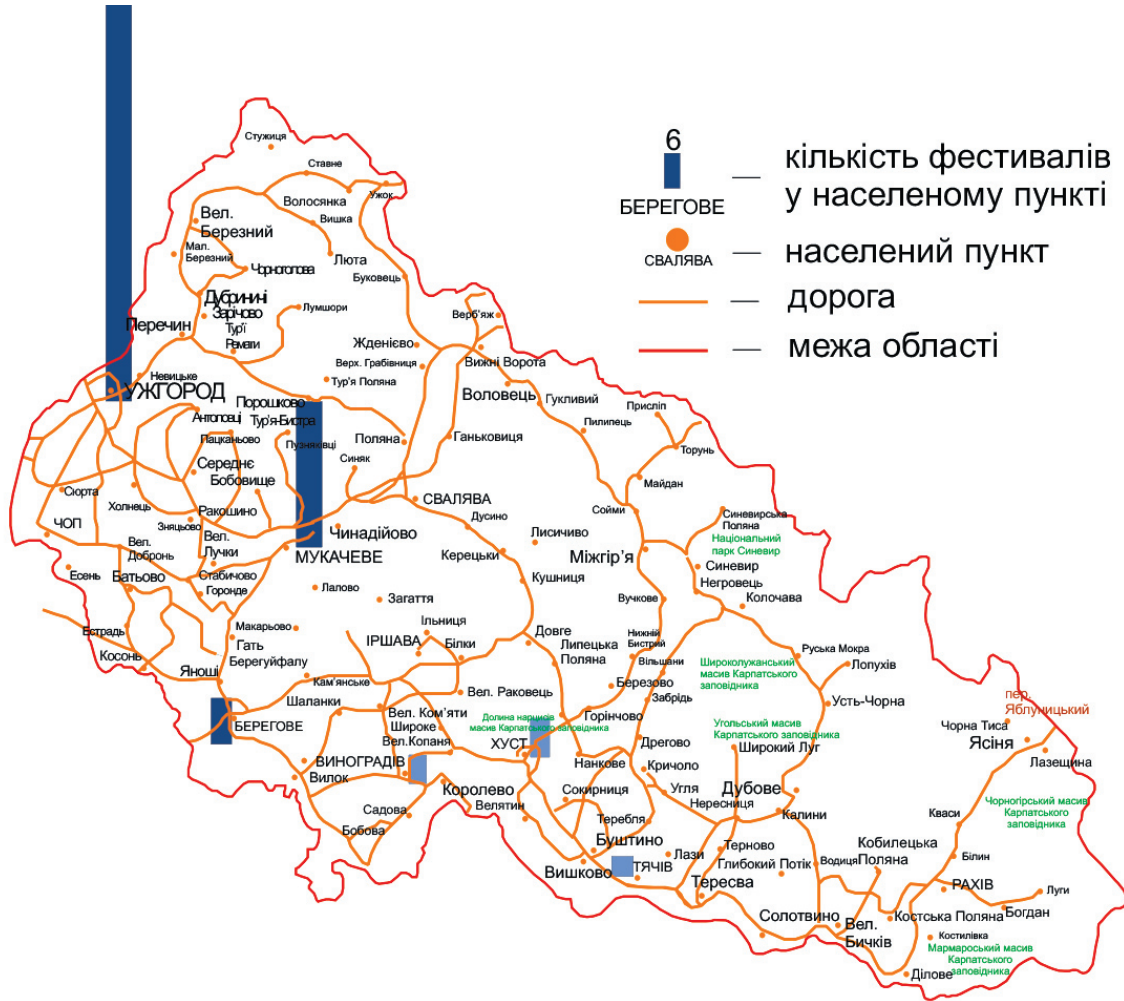 6
кількість фестивалів
у населеному пункті
БЕРЕГОВЕ
населений пункт
СВАЛЯВА
дорога
межа області
Стужиця
Ставне
Волосянка
Ужок
Вел.
Березний
Вишка
Мал.
Березний
Люта
Чорноголова
Буковець
Дубриничі
Зарічово
Лумшори
Перечин
Тур'ї
Ремати
Верб'яж
Жденієво
Вижні Ворота
Верх. Грабівниця
Невицьке
Тур'я Поляна
УЖГОРОД
Воловець
Порошково
Гукливий
Антоповці
Тур'я-Бистра
Присліп
Пилипець
Пацканьово
Пузняківці
Поляна
Ганьковиця
Торунь
Середнє
Синяк
Бобовище
Майдан
Сюрта
СВАЛЯВА
Холнець
Ракошино
Сойми
Синевирська
Поляна
Зняцьово
Дусино
ЧОП
Чинадійово
Лисичиво
Національний
парк Синевир
Вел.
Добронь
Вел.
Лучки
МУКАЧЕВЕ
Керецьки
Міжгір'я
Синевир
Есень
Батьово
Стабичово
Кушниця
Негровець
Горонде
Лалово
Загаття
Вучкове
Колочава
Естрадь
Макарьово
Ільниця
Косонь
Гать
ІРШАВА
Білки
Довге
Нижній
Бистрий
Руська Мокра
Берегуйфалу
Липецька
Поляна
Вільшани
Широколужанський
масив Карпатського
заповідника
Лопухів
Яноші
Кам'янське
Шаланки
Вел. Раковець
Березово
Забрідь
Усть-Чорна
пер.
Яблуницький
БЕРЕГОВЕ
Вел. Ком'яти
Долина нарцисів
масив Карпатського заповідника
Горінчово
Угольський масив
Карпатського
заповідника
Чорна Тиса
Широке
Вел.Копаня
ХУСТ
Дрегово
Широкий Луг
Ясіня
ВИНОГРАДІВ
Нанкове
Кричоло
Лазещина
Вилок
Королево
Сокирниця
Угля
Дубове
Садова
Велятин
Нересниця
Калини
Чорногірський масив
Карпатського
заповідника
Бобова
Теребля
Кваси
Буштино
Терново
Кобилецька
Поляна
Лази
Вишково
ТЯЧІВ
Глибокий Потік
Водиця
Білин
Тересва
РАХІВ
Луги
Солотвино
Вел.
Бичків
Костська Поляна
Богдан
Костилівка
Мармароський масив
Карпатського
заповідника
Ділове